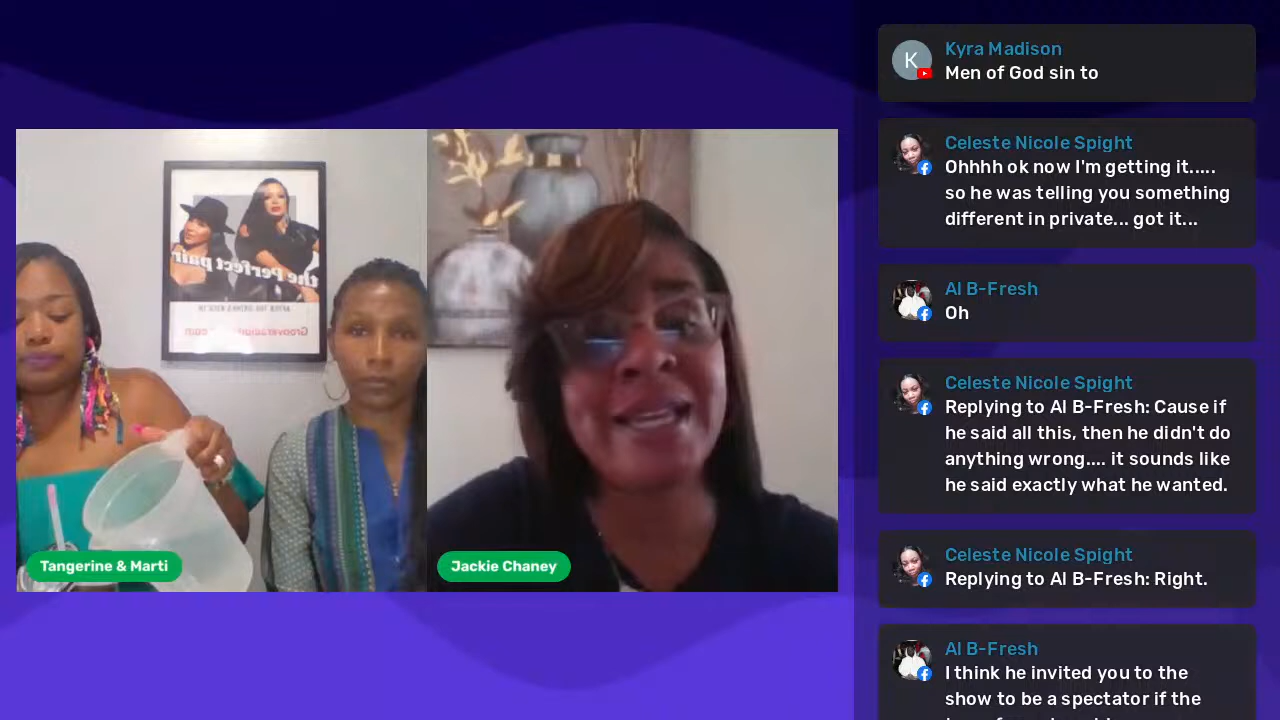 the Perfect pair
Tangerine & Marti
Jackie Chaney
K
Kyra Madison
Men of God sin to
Celeste Nicole Spight
Ohhhh ok now I'm getting it.....
so he was telling you something
different in private... got it...
Al B-Fresh
Oh
Celeste Nicole Spight
Replying to Al B-Fresh: Cause if
he said all this, then he didn't do
anything wrong.... it sounds like
he said exactly what he wanted.
Celeste Nicole Spight
Replying to Al B-Fresh: Right.
Al B-Fresh
I think he invited you to the
show to be a spectator if the